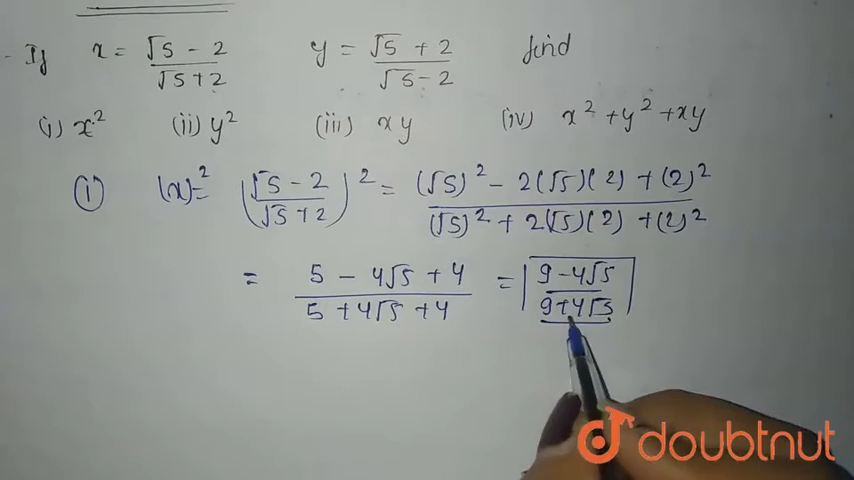 If x = √5 - 2 / √5 + 2 y = √5 + 2 / √5 - 2 find
(i) x² (ii) y² (iii) xy (iv) x² + y² + xy
(i) (x)² = (√5 - 2 / √5 + 2)² = (√5)² - 2(√5)(2) + (2)² / (√5)² + 2(√5)(2) + (2)²
= 5 - 4√5 + 4 / 5 + 4√5 + 4 = 9 - 4√5 / 9 + 4√5
doubtnut